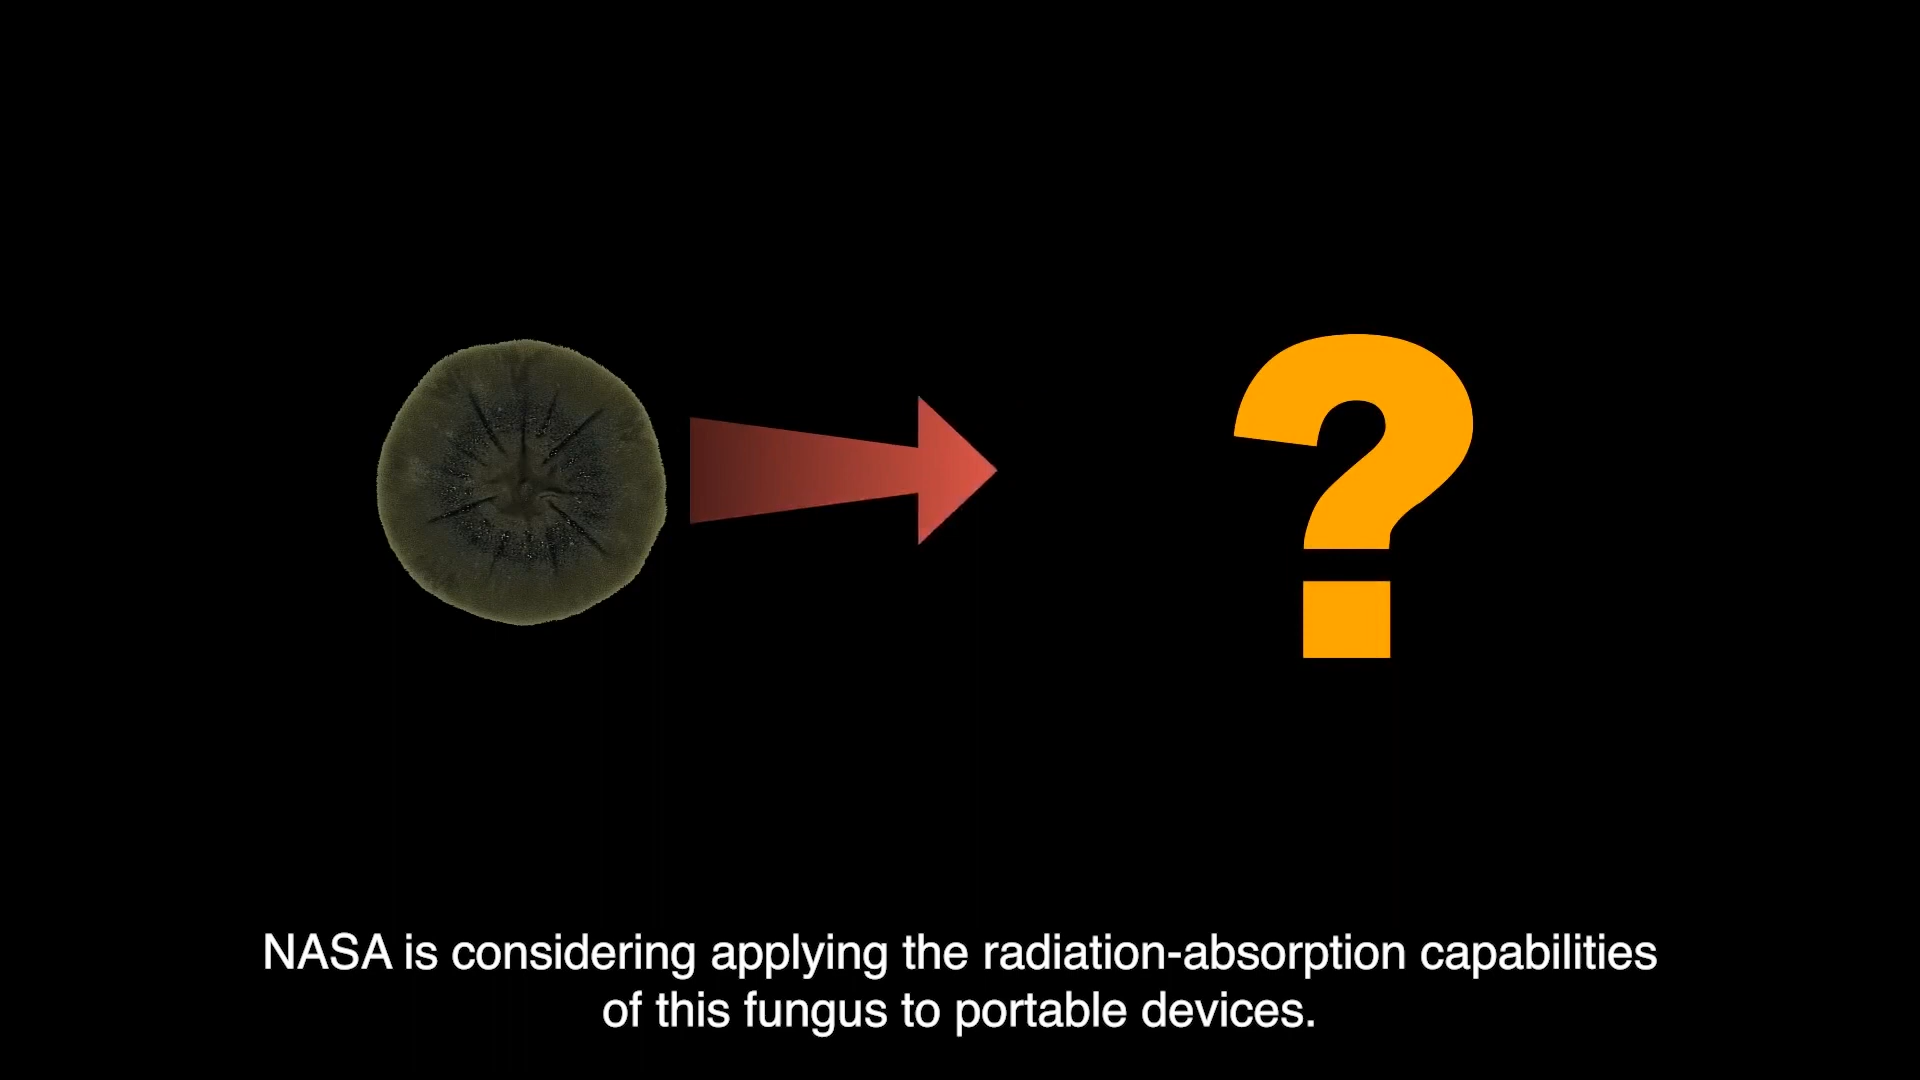 ?
NASA is considering applying the radiation-absorption capabilities
of this fungus to portable devices.